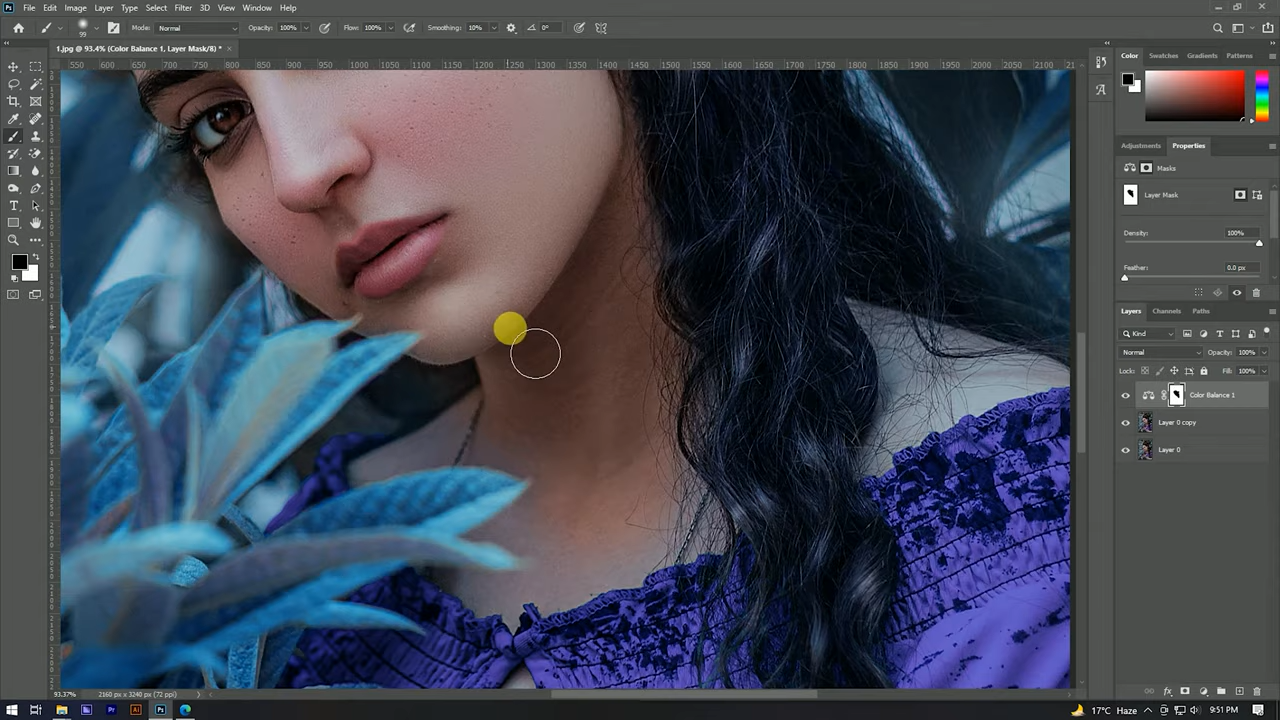 File Edit Image Layer Type Select Filter 3D View Window Help
99 Mode: Normal Opacity: 100% Flow: 100% Smoothing: 10% 0°
1.jpg @ 93.4% (Color Balance 1, Layer Mask/8) * ×
550 600 650 700 750 800 850 900 950 1000 1050 1100 1150 1200 1250 1300 1350 1400 1450 1500 1550 1600 1650 1700 1750 1800 1850 1900 1950 2000 2050 2100
Color Swatches Gradients Patterns
Adjustments Properties
Masks
Layer Mask
Density: 100%
Feather: 0.0 px
Layers Channels Paths
Kind
Normal Opacity: 100%
Lock: Fill: 100%
Color Balance 1
Layer 0 copy
Layer 0
93.37% 2160 px x 3240 px (72 ppi)
Pr Ai Ps 17°C Haze 9:51 PM